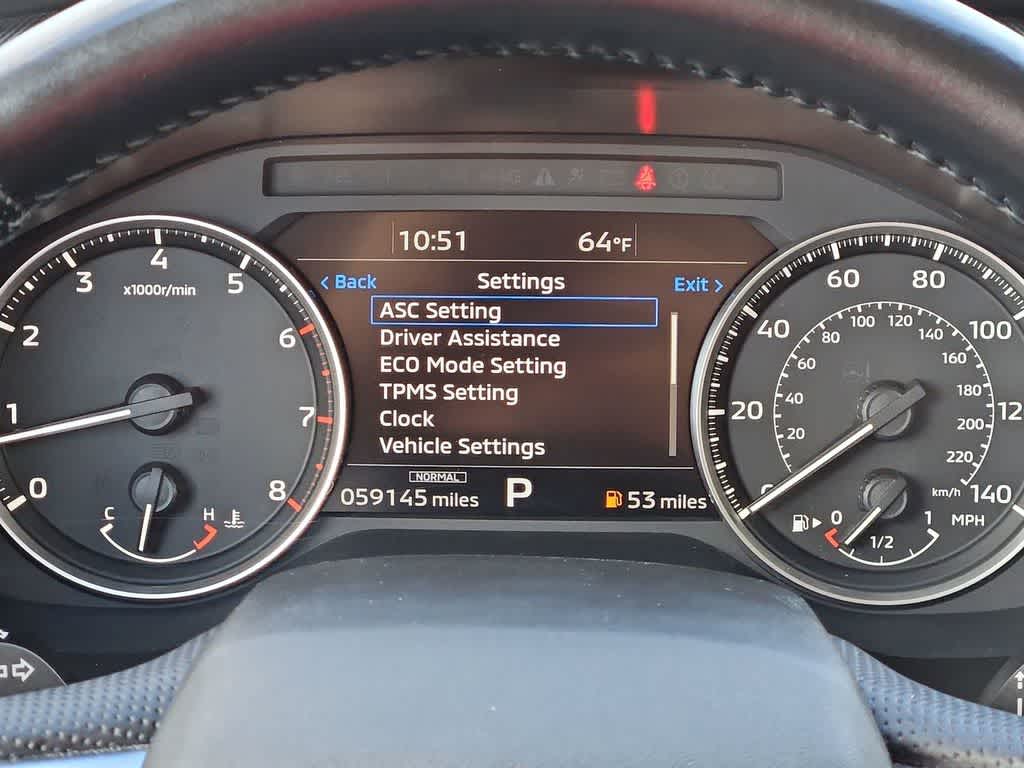 10:51 64°F
< Back Settings Exit >
ASC Setting
Driver Assistance
ECO Mode Setting
TPMS Setting
Clock
Vehicle Settings
NORMAL
059145 miles P 53 miles
0 1 2 3 4 5 6 7 8
x1000r/min
C H
20 40 60 80 100 12 140
20 40 60 80 100 120 140 160 180 200 220
km/h
MPH
0 1/2 1